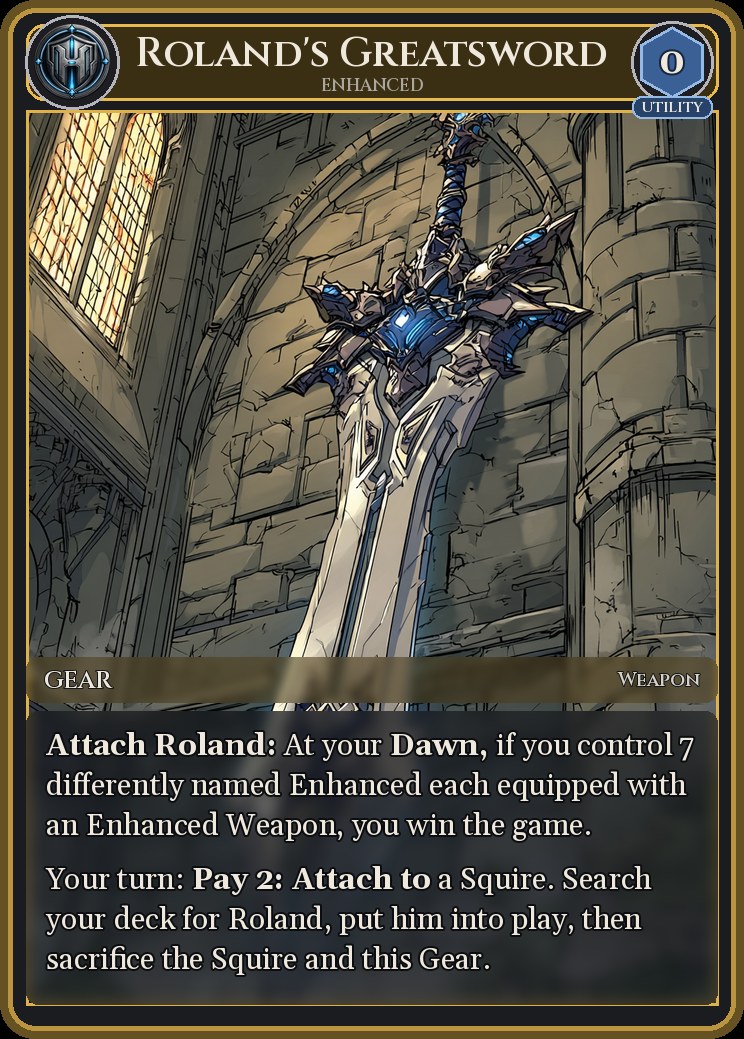 ROLAND'S GREATSWORD
ENHANCED
0
UTILITY
GEAR
WEAPON
Attach Roland: At your Dawn, if you control 7
differently named Enhanced each equipped with
an Enhanced Weapon, you win the game.
Your turn: Pay 2: Attach to a Squire. Search
your deck for Roland, put him into play, then
sacrifice the Squire and this Gear.